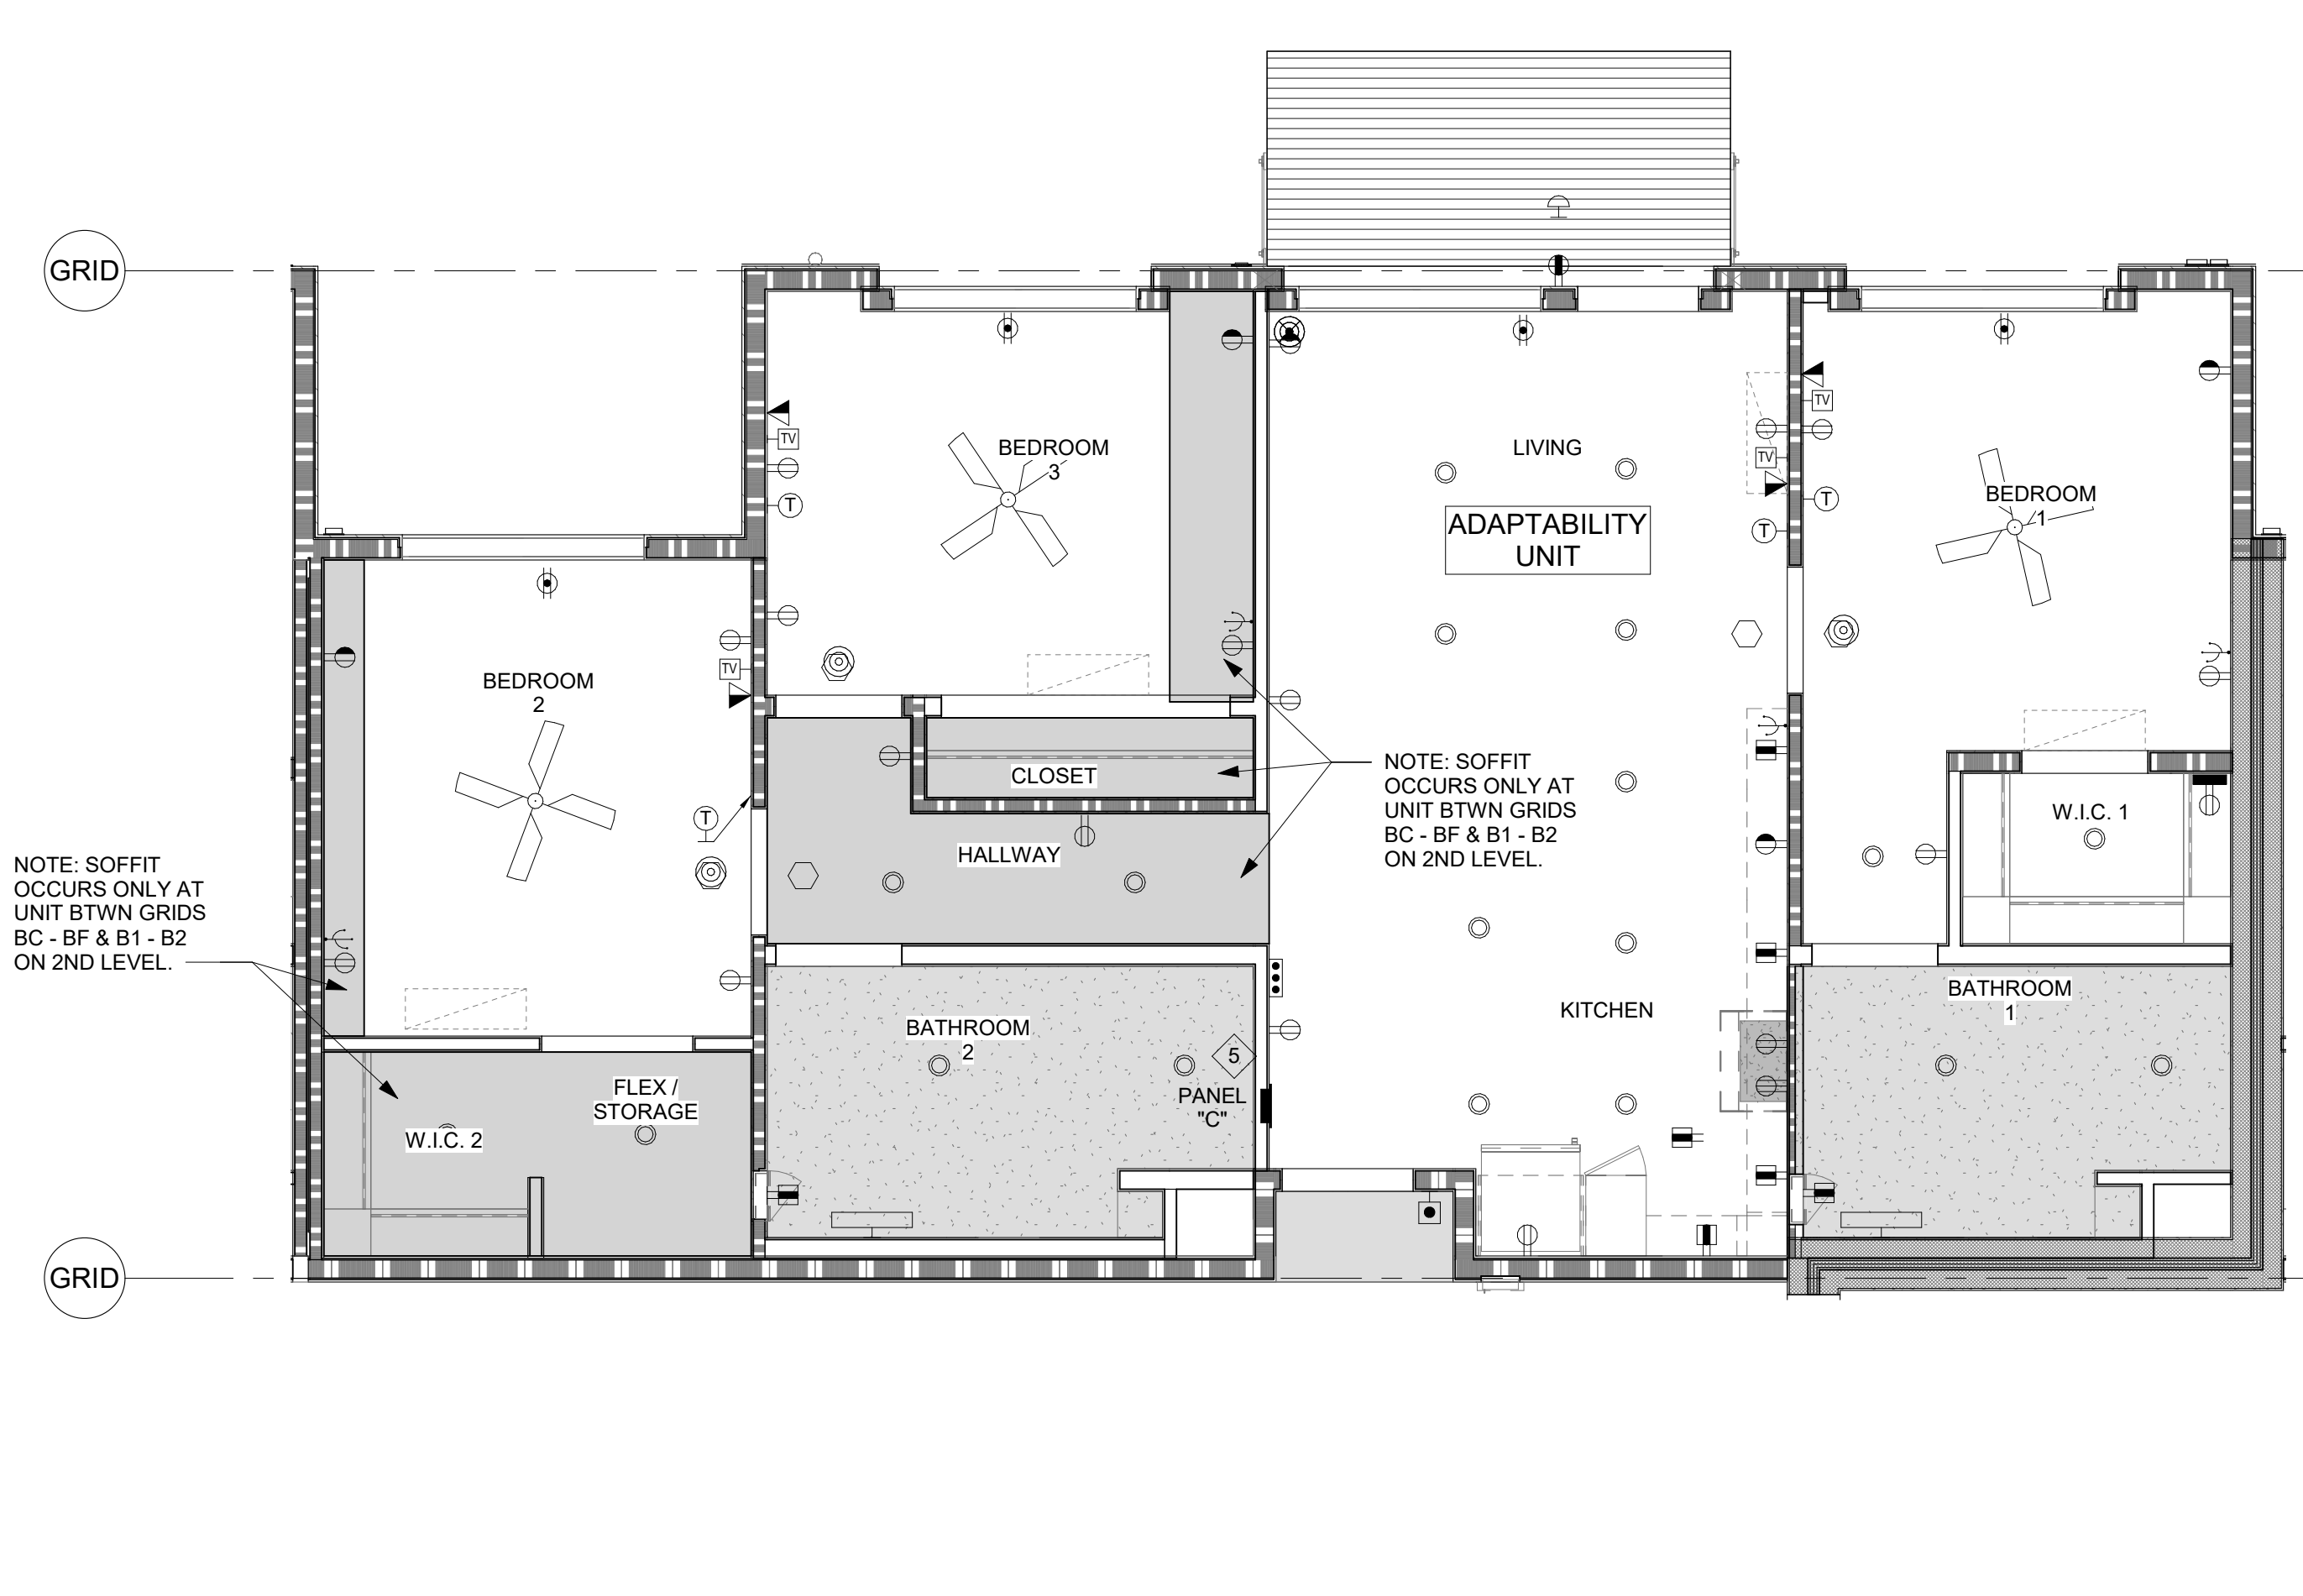 GRID
BEDROOM
3
TV
T
LIVING
ADAPTABILITY
UNIT
TV
T
TV
T
BEDROOM
1
BEDROOM
2
TV
T
CLOSET
HALLWAY
NOTE: SOFFIT
OCCURS ONLY AT
UNIT BTWN GRIDS
BC - BF & B1 - B2
ON 2ND LEVEL.
W.I.C. 1
NOTE: SOFFIT
OCCURS ONLY AT
UNIT BTWN GRIDS
BC - BF & B1 - B2
ON 2ND LEVEL.
BATHROOM
2
5
PANEL
"C"
KITCHEN
BATHROOM
1
FLEX /
STORAGE
W.I.C. 2
GRID